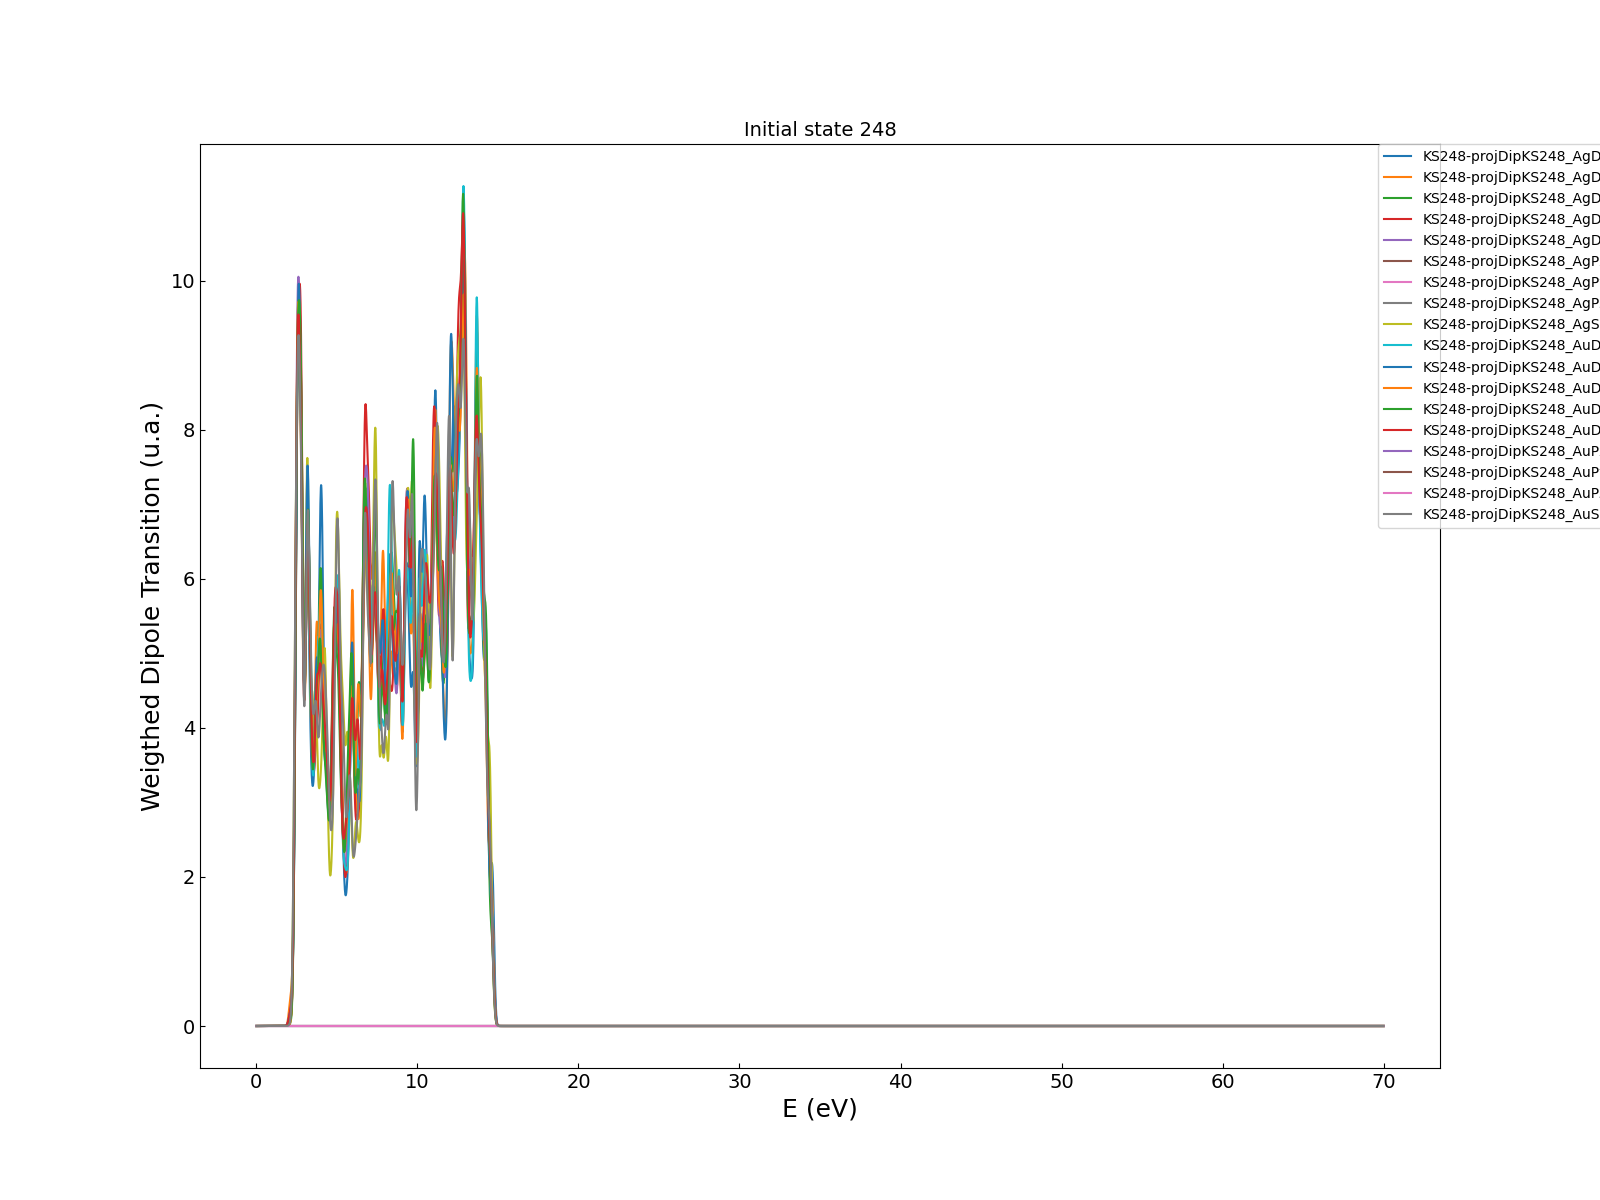 Initial state 248
KS248-projDipKS248_AgD
KS248-projDipKS248_AgD
KS248-projDipKS248_AgD
KS248-projDipKS248_AgD
KS248-projDipKS248_AgD
KS248-projDipKS248_AgP
KS248-projDipKS248_AgP
KS248-projDipKS248_AgP
KS248-projDipKS248_AgS
KS248-projDipKS248_AuD
KS248-projDipKS248_AuD
KS248-projDipKS248_AuD
KS248-projDipKS248_AuD
KS248-projDipKS248_AuD
KS248-projDipKS248_AuP
KS248-projDipKS248_AuP
KS248-projDipKS248_AuP
KS248-projDipKS248_AuS
Weigthed Dipole Transition (u.a.)
10
8
6
4
2
0
0 10 20 30 40 50 60 70
E (eV)